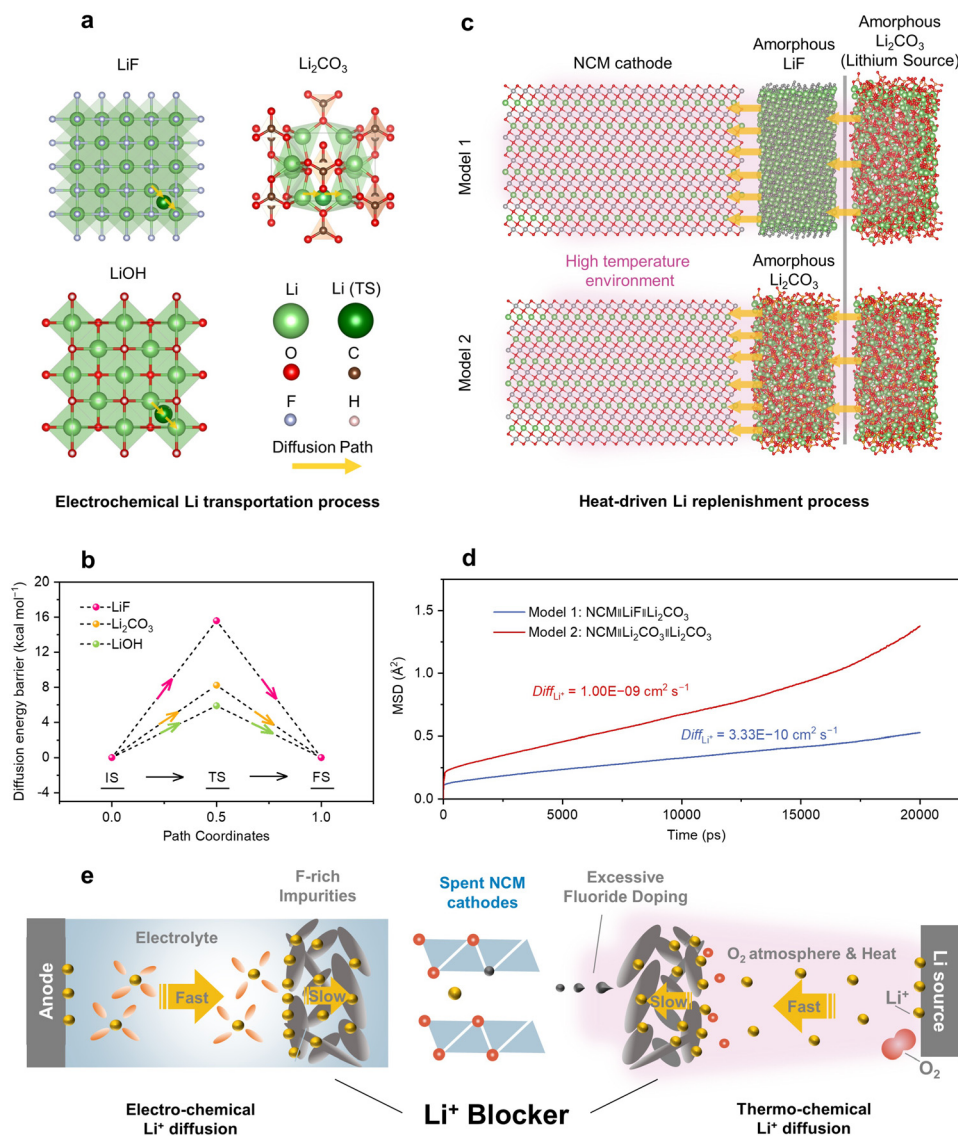 a
LiF
Li₂CO₃
LiOH
Li
Li (TS)
O
C
F
H
Diffusion Path
Electrochemical Li transportation process
c
NCM cathode
Amorphous
LiF
Amorphous
Li₂CO₃
(Lithium Source)
Model 1
High temperature
environment
Amorphous
Li₂CO₃
Model 2
Heat-driven Li replenishment process
b
Diffusion energy barrier (kcal mol⁻¹)
20
16
12
8
4
0
-4
LiF
Li₂CO₃
LiOH
IS
TS
FS
0.0
0.5
1.0
Path Coordinates
d
MSD (Å²)
1.5
1.0
0.5
0.0
Model 1: NCM||LiF||Li₂CO₃
Model 2: NCM||Li₂CO₃||Li₂CO₃
Diff Li⁺ = 1.00E−09 cm² s⁻¹
Diff Li⁺ = 3.33E−10 cm² s⁻¹
0
5000
10000
15000
20000
Time (ps)
e
F-rich
Impurities
Spent NCM
cathodes
Excessive
Fluoride Doping
Anode
Electrolyte
Fast
Slow
O₂ atmosphere & Heat
Slow
Fast
Li⁺
O₂
Li source
Electro-chemical
Li⁺ diffusion
Li⁺ Blocker
Thermo-chemical
Li⁺ diffusion